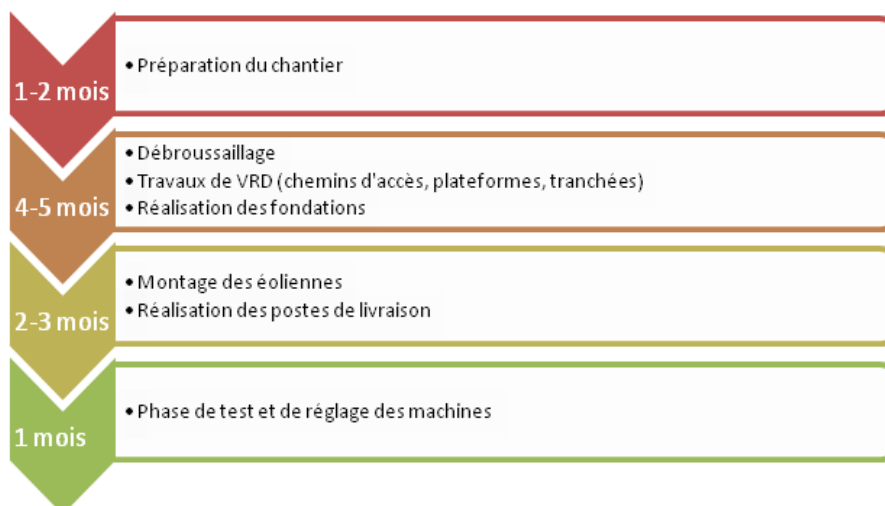 1-2 mois
• Préparation du chantier
4-5 mois
• Débroussaillage
• Travaux de VRD (chemins d'accès, plateformes, tranchées)
• Réalisation des fondations
2-3 mois
• Montage des éoliennes
• Réalisation des postes de livraison
1 mois
• Phase de test et de réglage des machines